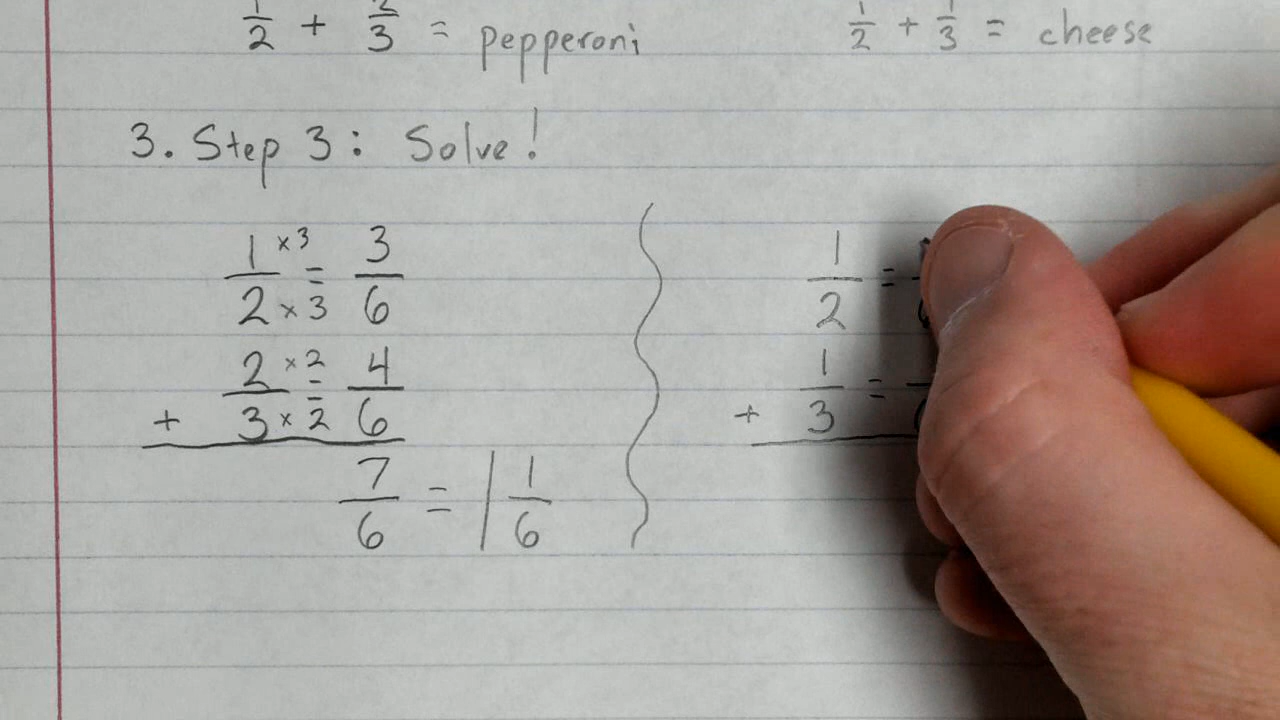 1/2 + 2/3 = pepperoni 1/2 + 1/3 = cheese
3. Step 3: Solve!
1/2 ×3/×3 = 3/6
+ 2/3 ×2/×2 = 4/6
7/6 = 1 1/6
1/2 =
+ 1/3 =